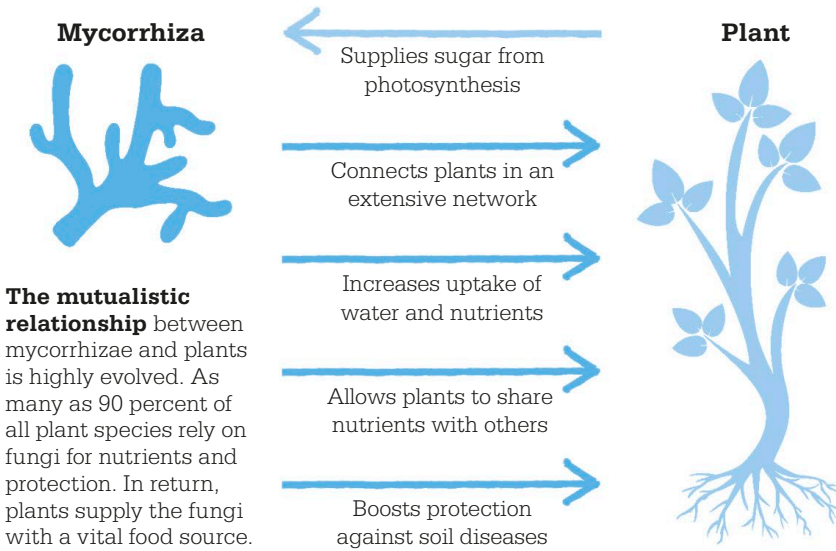 Mycorrhiza
Plant
Supplies sugar from
photosynthesis
Connects plants in an
extensive network
Increases uptake of
water and nutrients
Allows plants to share
nutrients with others
Boosts protection
against soil diseases
The mutualistic
relationship between
mycorrhizae and plants
is highly evolved. As
many as 90 percent of
all plant species rely on
fungi for nutrients and
protection. In return,
plants supply the fungi
with a vital food source.